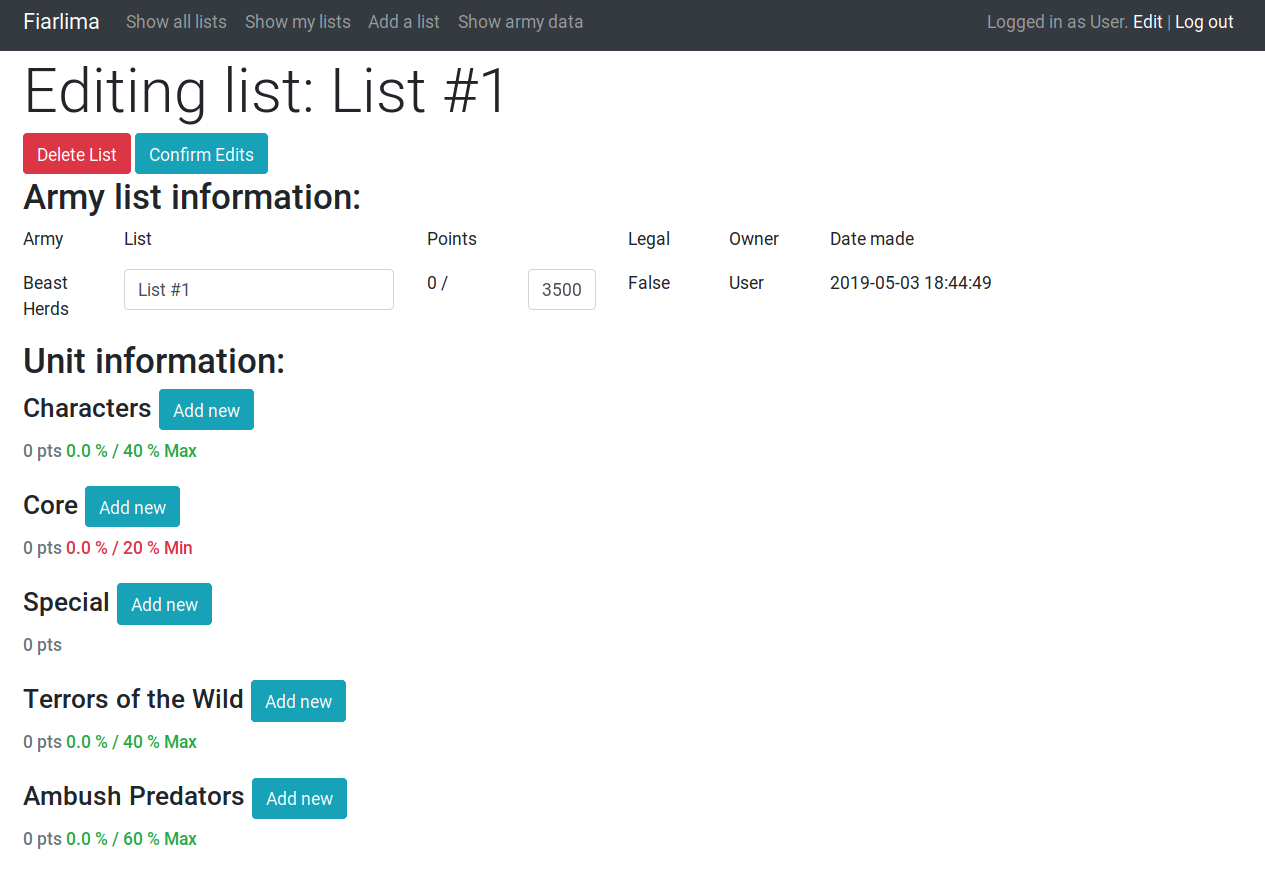 Fiarlima Show all lists Show my lists Add a list Show army data Logged in as User. Edit | Log out
Editing list: List #1
Delete List Confirm Edits
Army list information:
Army List Points Legal Owner Date made
Beast Herds List #1 0 / 3500 False User 2019-05-03 18:44:49
Unit information:
Characters Add new
0 pts 0.0 % / 40 % Max
Core Add new
0 pts 0.0 % / 20 % Min
Special Add new
0 pts
Terrors of the Wild Add new
0 pts 0.0 % / 40 % Max
Ambush Predators Add new
0 pts 0.0 % / 60 % Max